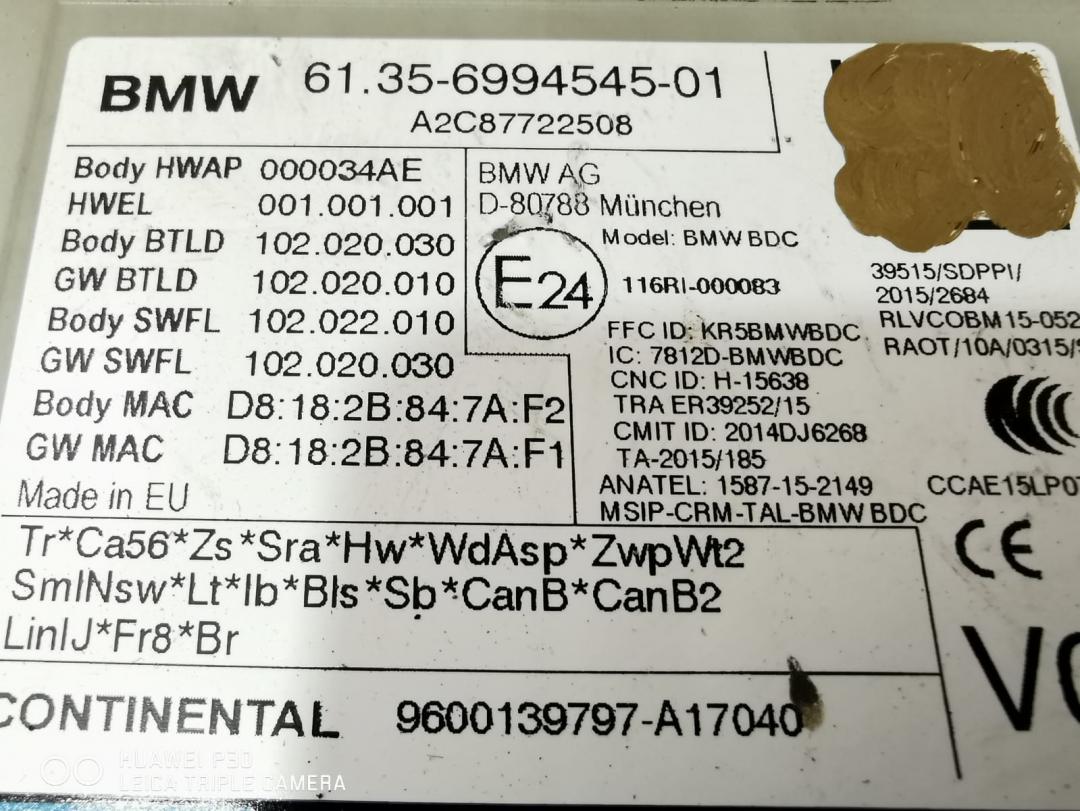 BMW 61.35-6994545-01
A2C87722508
Body HWAP 000034AE
HWEL 001.001.001
Body BTLD 102.020.030
GW BTLD 102.020.010
Body SWFL 102.022.010
GW SWFL 102.020.030
Body MAC D8:18:2B:84:7A:F2
GW MAC D8:18:2B:84:7A:F1
Made in EU
BMW AG
D-80788 München
Model: BMW BDC
E24
116RI-000083
FFC ID: KR5BMWBDC
IC: 7812D-BMWBDC
CNC ID: H-15638
TRA ER39252/15
CMIT ID: 2014DJ6268
TA-2015/185
ANATEL: 1587-15-2149
MSIP-CRM-TAL-BMW BDC
39515/SDPPI/
2015/2684
RLVCOBM15-052
RAOT/10A/0315/
CCAE15LP0
CE
Tr*Ca56*Zs*Sra*Hw*WdAsp*ZwpWt2
SmlNsw*Lt*Ib*Bls*Sb*CanB*CanB2
LinIJ*Fr8*Br
CONTINENTAL 9600139797-A17040
HUAWEI P30
LEICA TRIPLE CAMERA